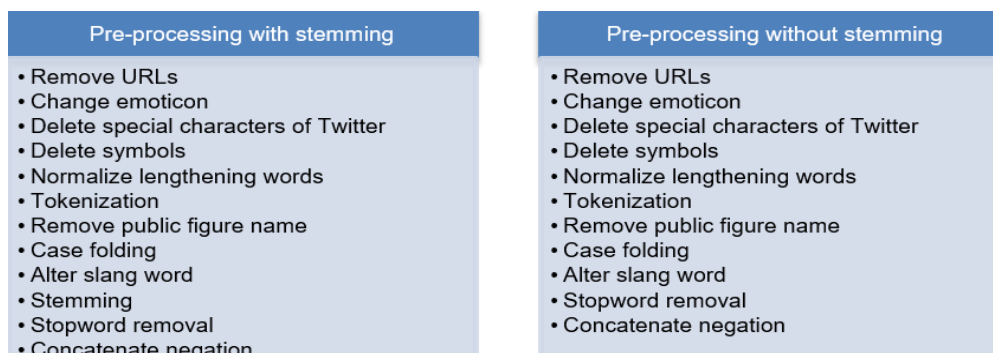 Pre-processing with stemming
• Remove URLs
• Change emoticon
• Delete special characters of Twitter
• Delete symbols
• Normalize lengthening words
• Tokenization
• Remove public figure name
• Case folding
• Alter slang word
• Stemming
• Stopword removal
• Concatenate negation
Pre-processing without stemming
• Remove URLs
• Change emoticon
• Delete special characters of Twitter
• Delete symbols
• Normalize lengthening words
• Tokenization
• Remove public figure name
• Case folding
• Alter slang word
• Stopword removal
• Concatenate negation